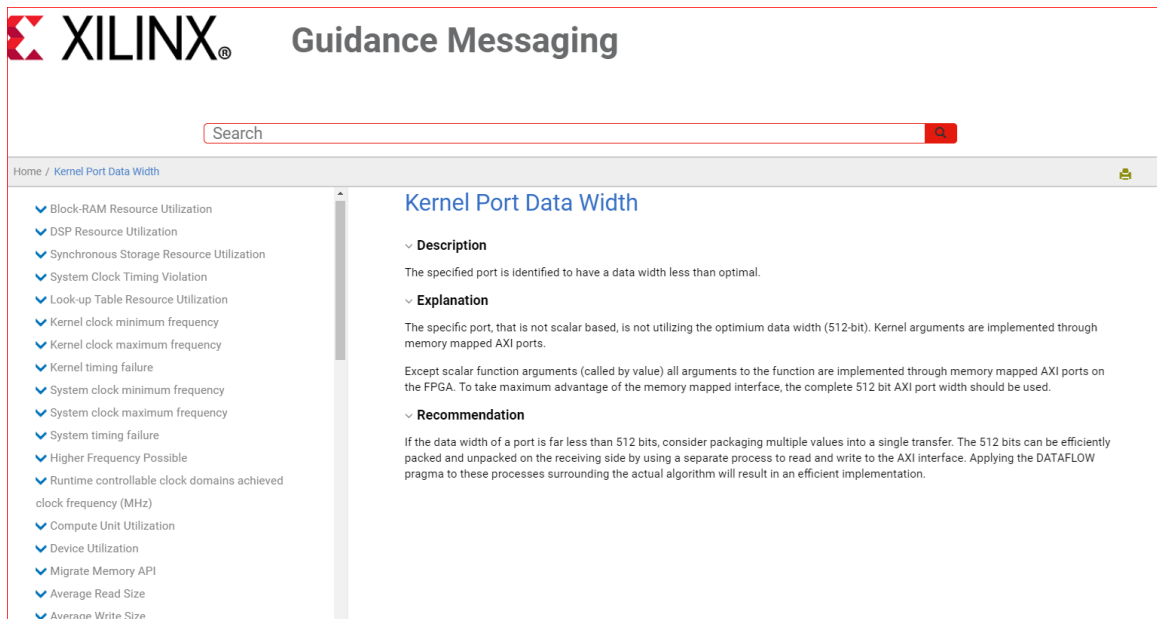 XILINX®
Guidance Messaging
Search
Home / Kernel Port Data Width
Block-RAM Resource Utilization
DSP Resource Utilization
Synchronous Storage Resource Utilization
System Clock Timing Violation
Look-up Table Resource Utilization
Kernel clock minimum frequency
Kernel clock maximum frequency
Kernel timing failure
System clock minimum frequency
System clock maximum frequency
System timing failure
Higher Frequency Possible
Runtime controllable clock domains achieved
clock frequency (MHz)
Compute Unit Utilization
Device Utilization
Migrate Memory API
Average Read Size
Average Write Size
Kernel Port Data Width
Description
The specified port is identified to have a data width less than optimal.
Explanation
The specific port, that is not scalar based, is not utilizing the optimium data width (512-bit). Kernel arguments are implemented through
memory mapped AXI ports.
Except scalar function arguments (called by value) all arguments to the function are implemented through memory mapped AXI ports on
the FPGA. To take maximum advantage of the memory mapped interface, the complete 512 bit AXI port width should be used.
Recommendation
If the data width of a port is far less than 512 bits, consider packaging multiple values into a single transfer. The 512 bits can be efficiently
packed and unpacked on the receiving side by using a separate process to read and write to the AXI interface. Applying the DATAFLOW
pragma to these processes surrounding the actual algorithm will result in an efficient implementation.